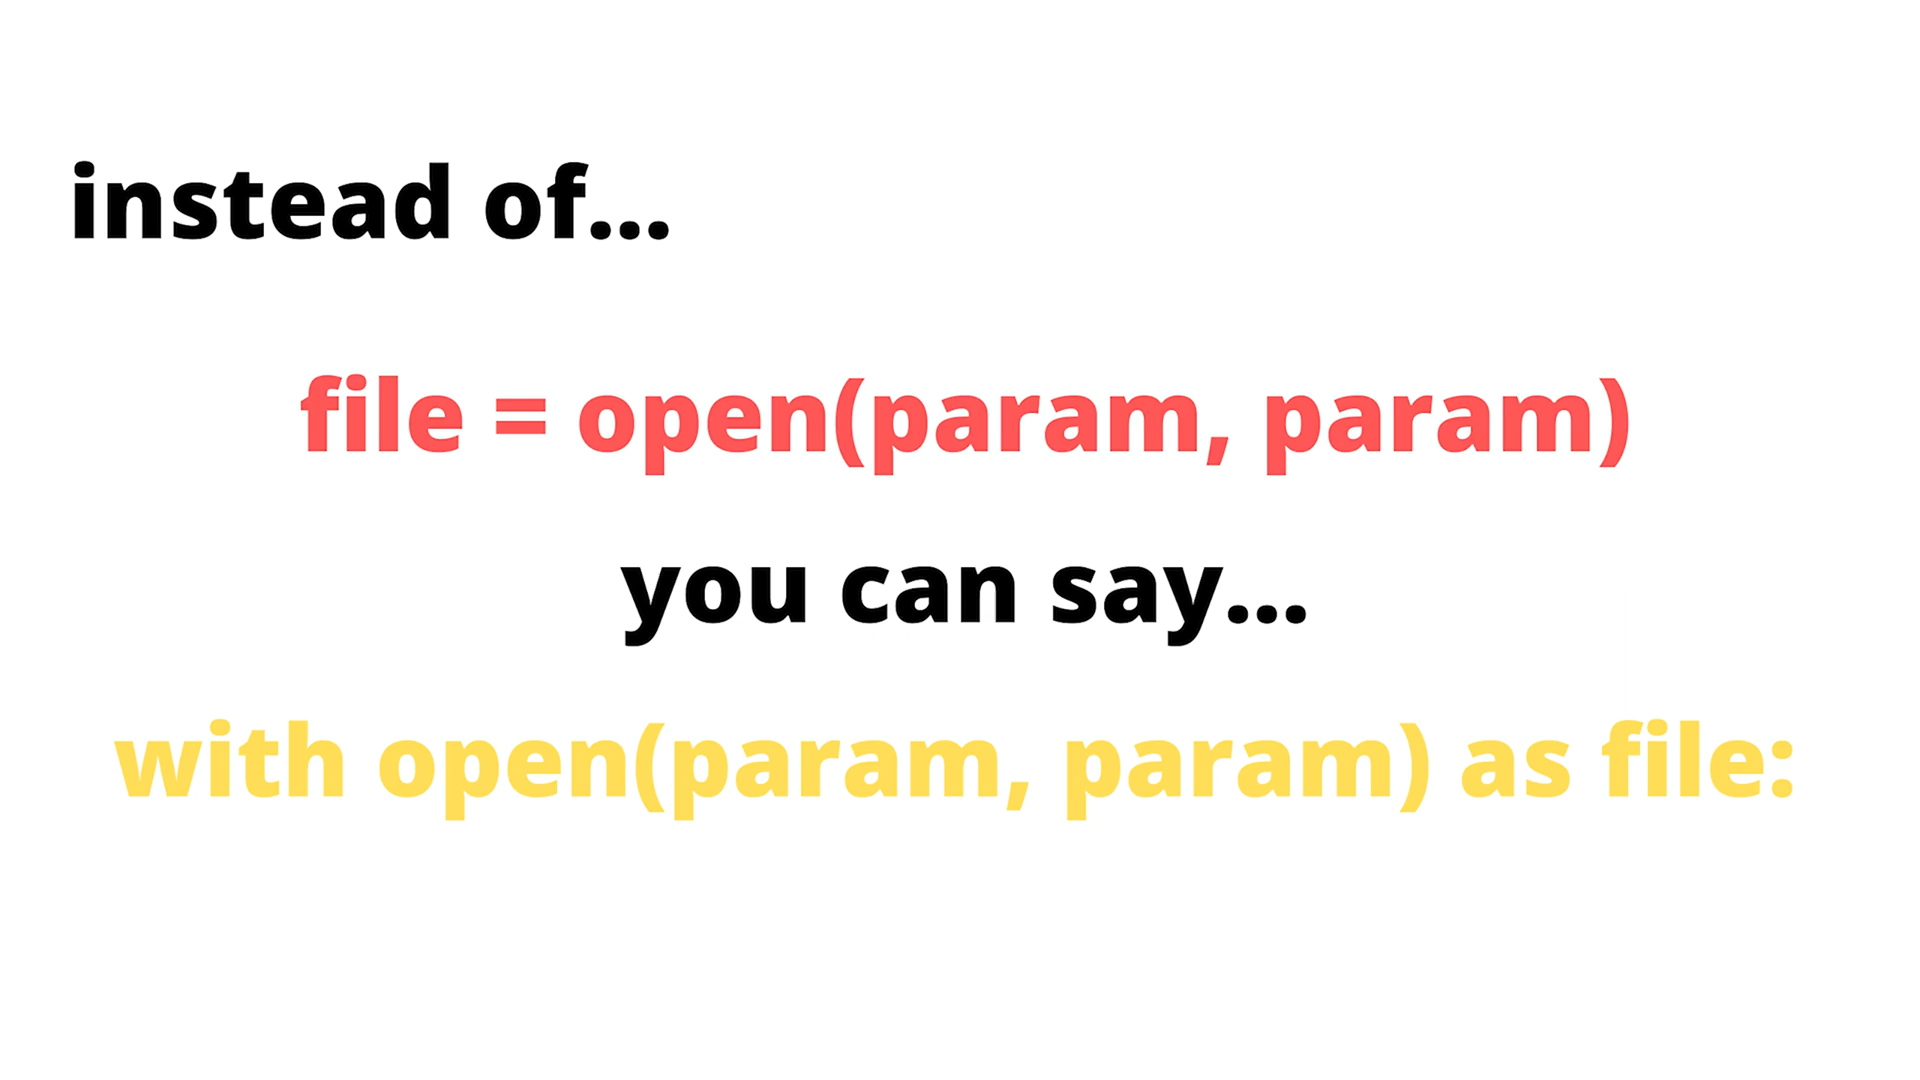 instead of...
file = open(param, param)
you can say...
with open(param, param) as file: